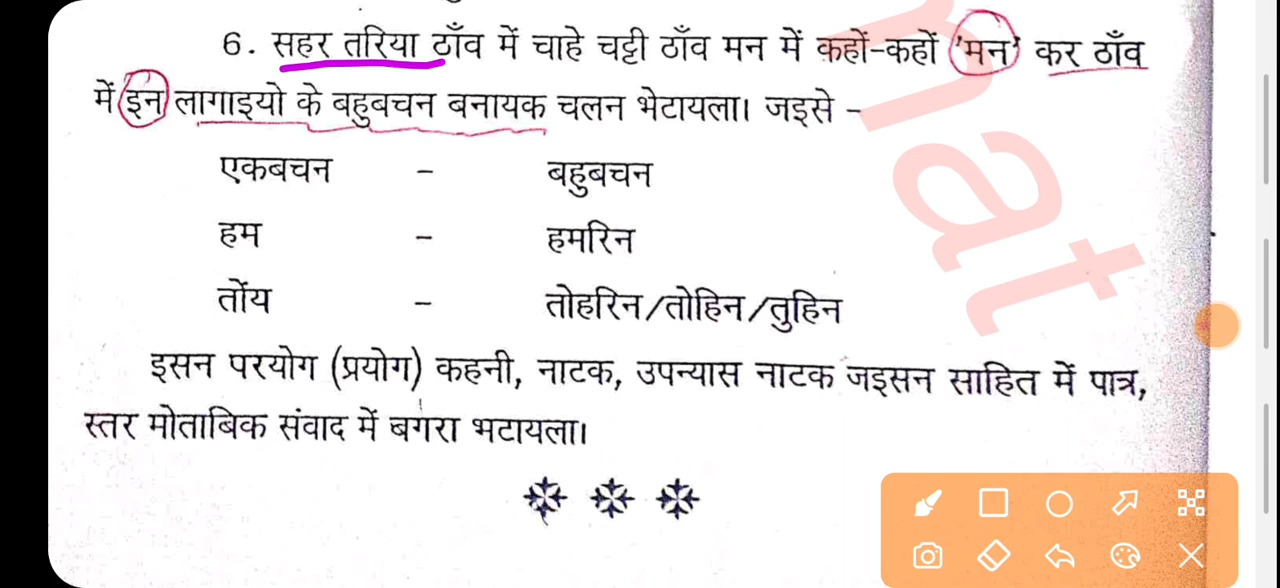 6. सहर तरिया ठाँव में चाहे चट्टी ठाँव मन में कहों-कहों 'मन' कर ठाँव
में इन लागाइयो के बहुबचन बनायक चलन भेटायला। जइसे –
एकबचन – बहुबचन
हम – हमरिन
तोंय – तोहरिन/तोहिन/तुहिन
इसन परयोग (प्रयोग) कहनी, नाटक, उपन्यास नाटक जइसन साहित में पात्र,
स्तर मोताबिक संवाद में बगरा भटायला।